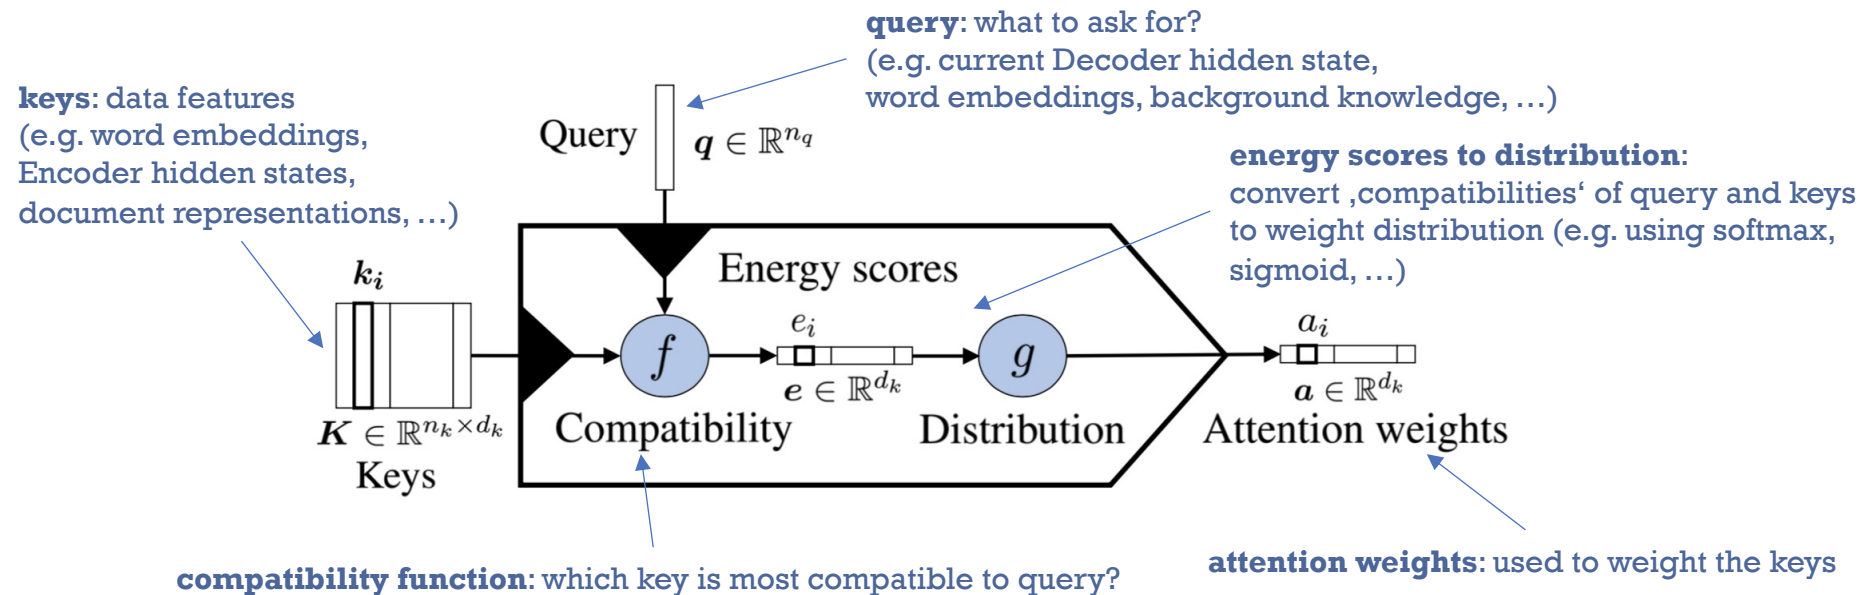 query: what to ask for?
(e.g. current Decoder hidden state,
word embeddings, background knowledge, …)
keys: data features
(e.g. word embeddings,
Encoder hidden states,
document representations, …)
Query
q ∈ ℝ^{n_q}
energy scores to distribution:
convert ‚compatibilities‘ of query and keys
to weight distribution (e.g. using softmax,
sigmoid, …)
k_i
Energy scores
f
e_i
g
a_i
e ∈ ℝ^{d_k}
a ∈ ℝ^{d_k}
K ∈ ℝ^{n_k×d_k}
Keys
Compatibility
Distribution
Attention weights
compatibility function: which key is most compatible to query?
attention weights: used to weight the keys